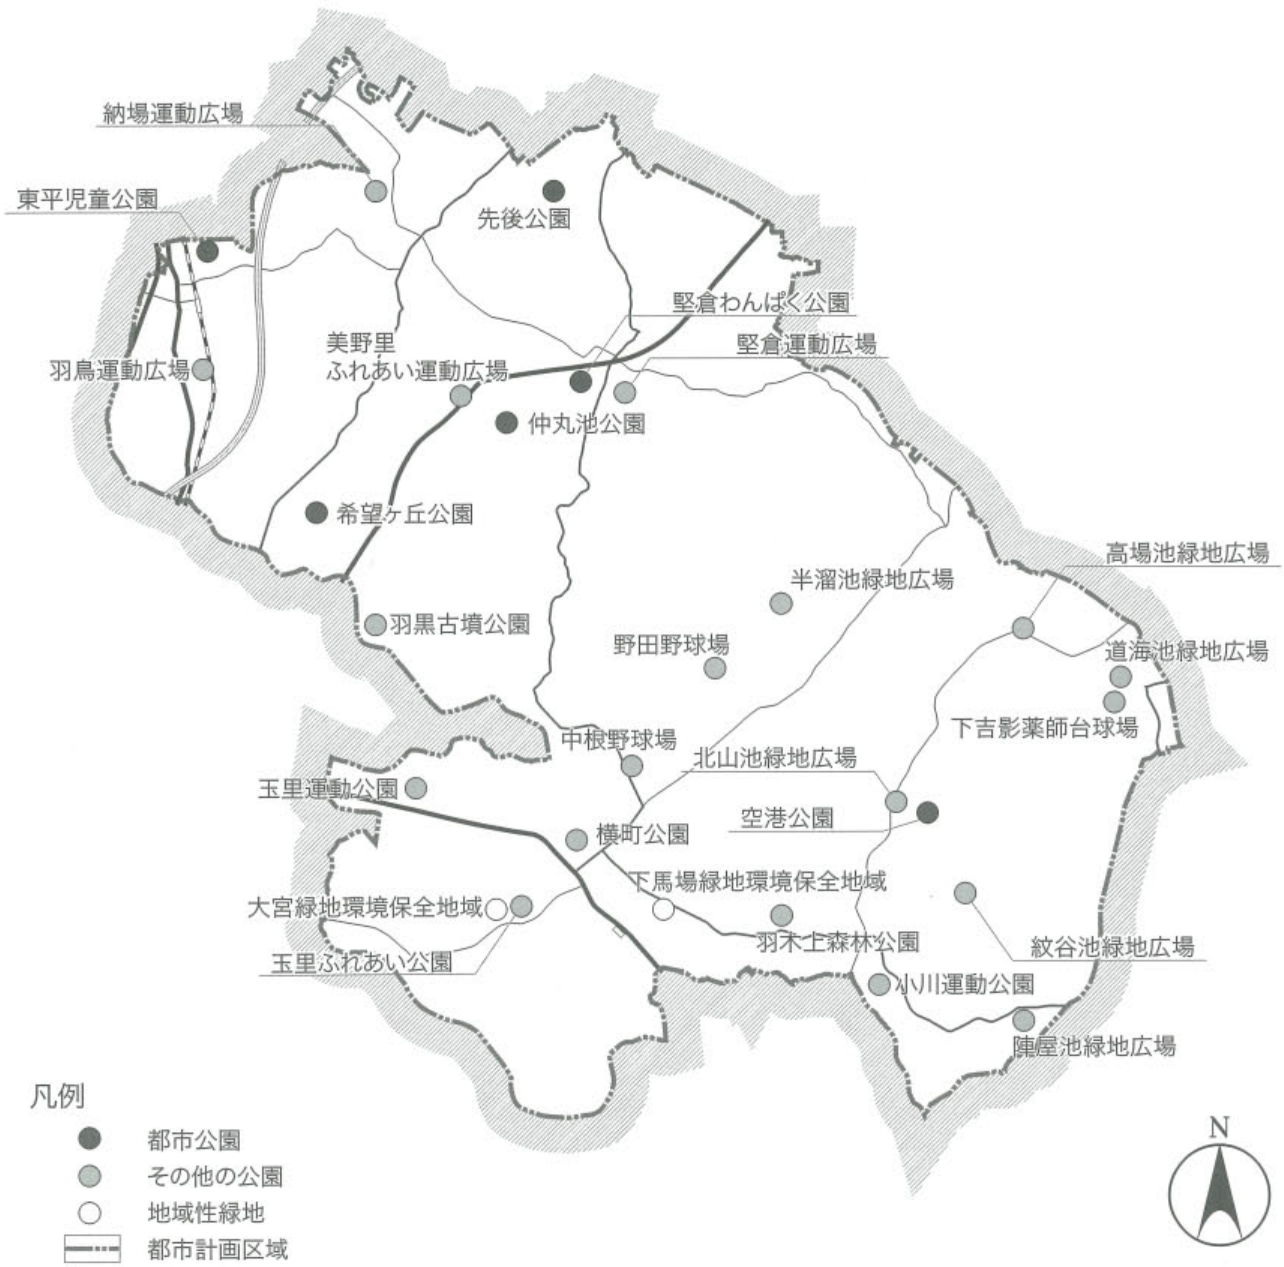 納場運動広場
東平児童公園
先後公園
堅倉わんぱく公園
美野里
ふれあい運動広場
堅倉運動広場
羽鳥運動広場
仲丸池公園
希望ヶ丘公園
高場池緑地広場
半溜池緑地広場
羽黒古墳公園
野田野球場
道海池緑地広場
下吉影薬師台球場
中根野球場
北山池緑地広場
玉里運動公園
空港公園
横町公園
下馬場緑地環境保全地域
大宮緑地環境保全地域
羽木上森林公園
紋谷池緑地広場
玉里ふれあい公園
小川運動公園
陣屋池緑地広場
凡例
都市公園
その他の公園
地域性緑地
都市計画区域
N